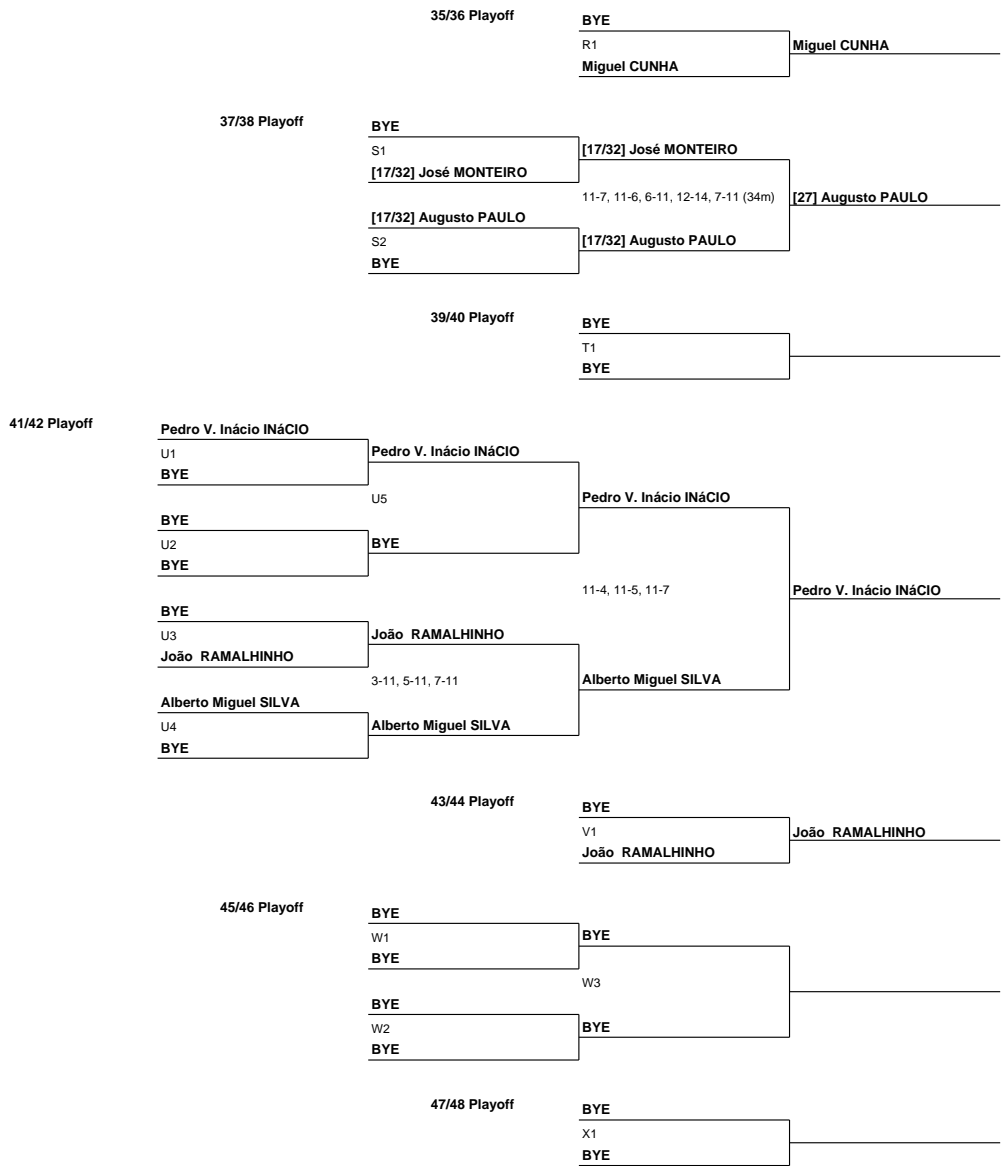 35/36 Playoff
BYE
R1
Miguel CUNHA
Miguel CUNHA
37/38 Playoff
BYE
S1
[17/32] José MONTEIRO
[17/32] José MONTEIRO
11-7, 11-6, 6-11, 12-14, 7-11 (34m)
[27] Augusto PAULO
[17/32] Augusto PAULO
S2
[17/32] Augusto PAULO
BYE
39/40 Playoff
BYE
T1
BYE
41/42 Playoff
Pedro V. Inácio INáCIO
U1
Pedro V. Inácio INáCIO
BYE
U5
Pedro V. Inácio INáCIO
BYE
U2
BYE
BYE
11-4, 11-5, 11-7
Pedro V. Inácio INáCIO
BYE
U3
João  RAMALHINHO
João  RAMALHINHO
3-11, 5-11, 7-11
Alberto Miguel SILVA
Alberto Miguel SILVA
U4
Alberto Miguel SILVA
BYE
43/44 Playoff
BYE
V1
João  RAMALHINHO
João  RAMALHINHO
45/46 Playoff
BYE
W1
BYE
BYE
W3
BYE
W2
BYE
BYE
47/48 Playoff
BYE
X1
BYE